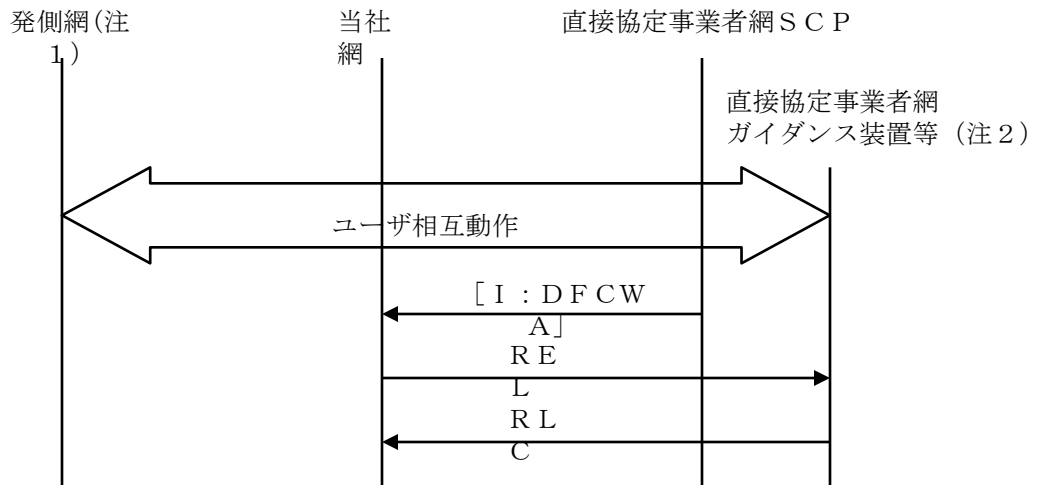 発側網(注
1)
当社
網
直接協定事業者網SCP
直接協定事業者網
ガイダンス装置等(注2)
ユーザ相互動作
[I:DFCW
A」
RE
L
RL
C